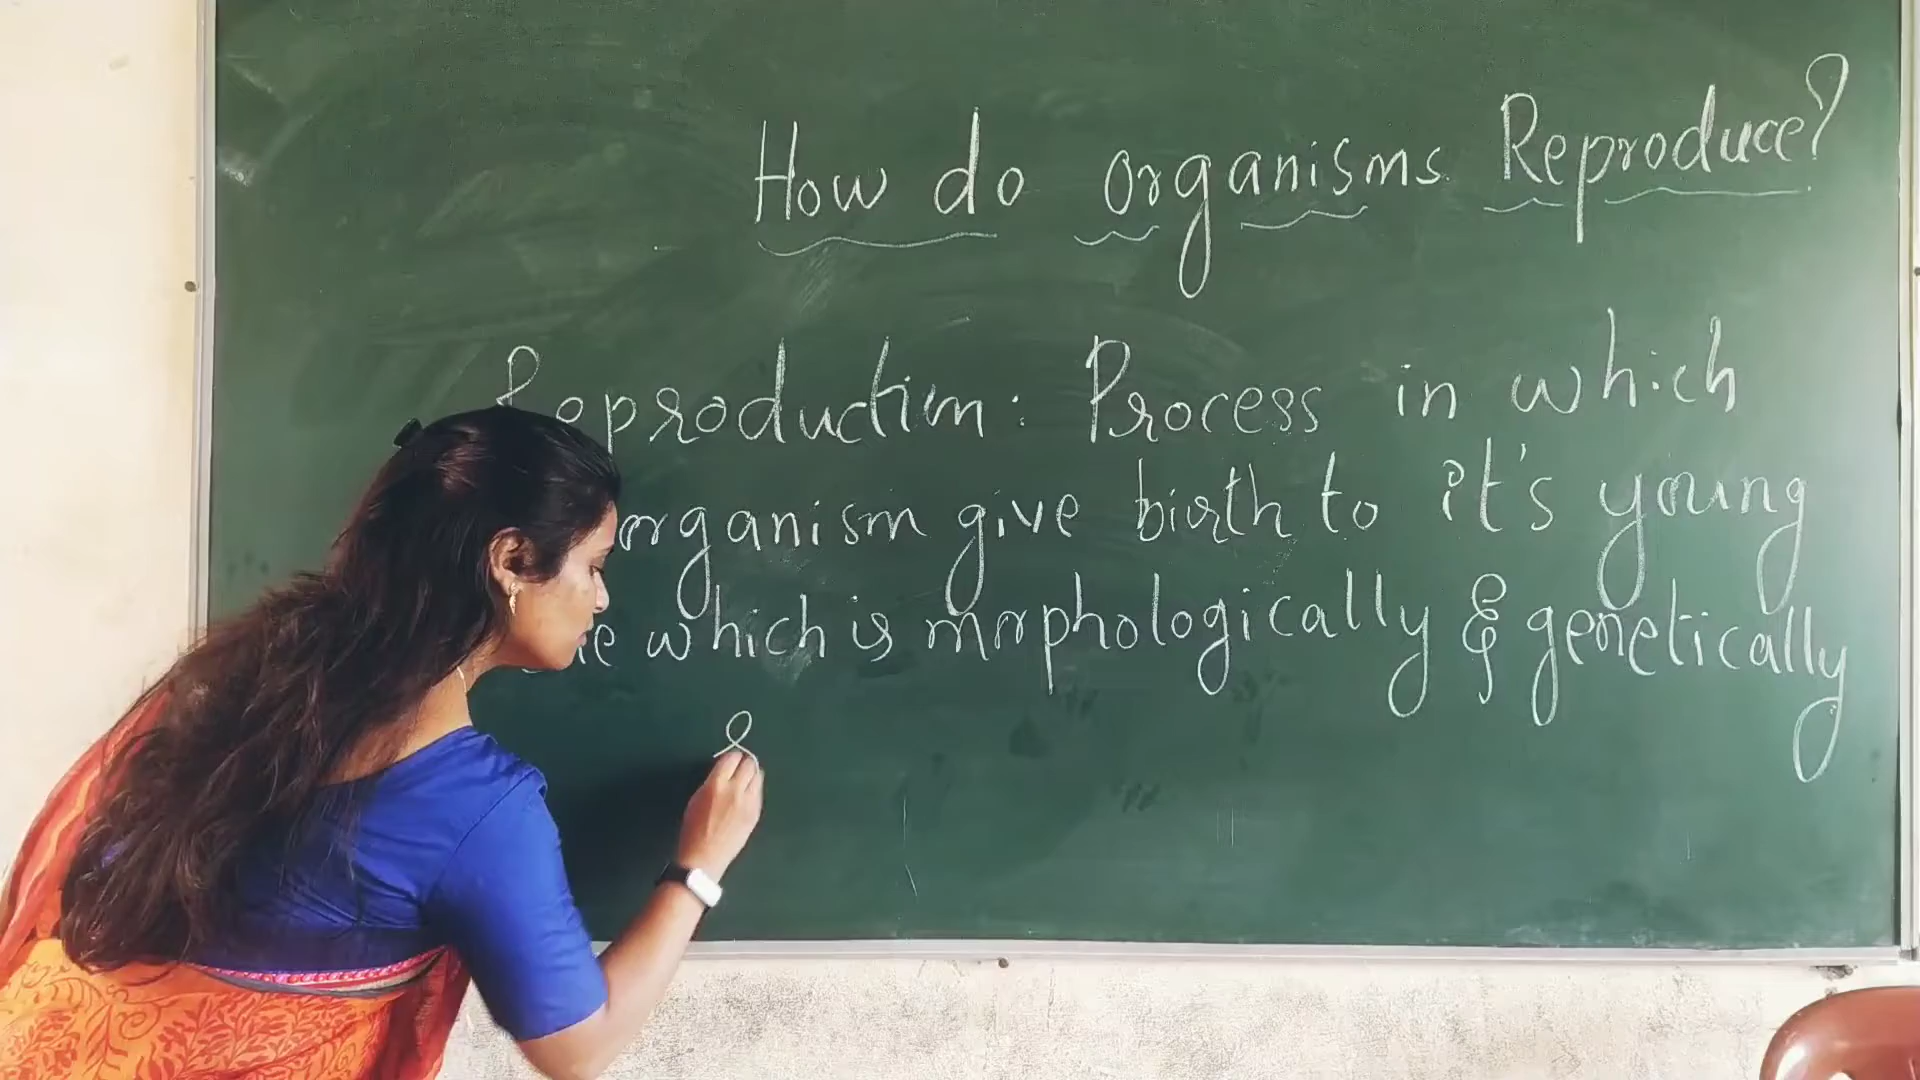 How do organisms Reproduce?
Reproduction: Process in which
organism give birth to it's young
which is morphologically & genetically